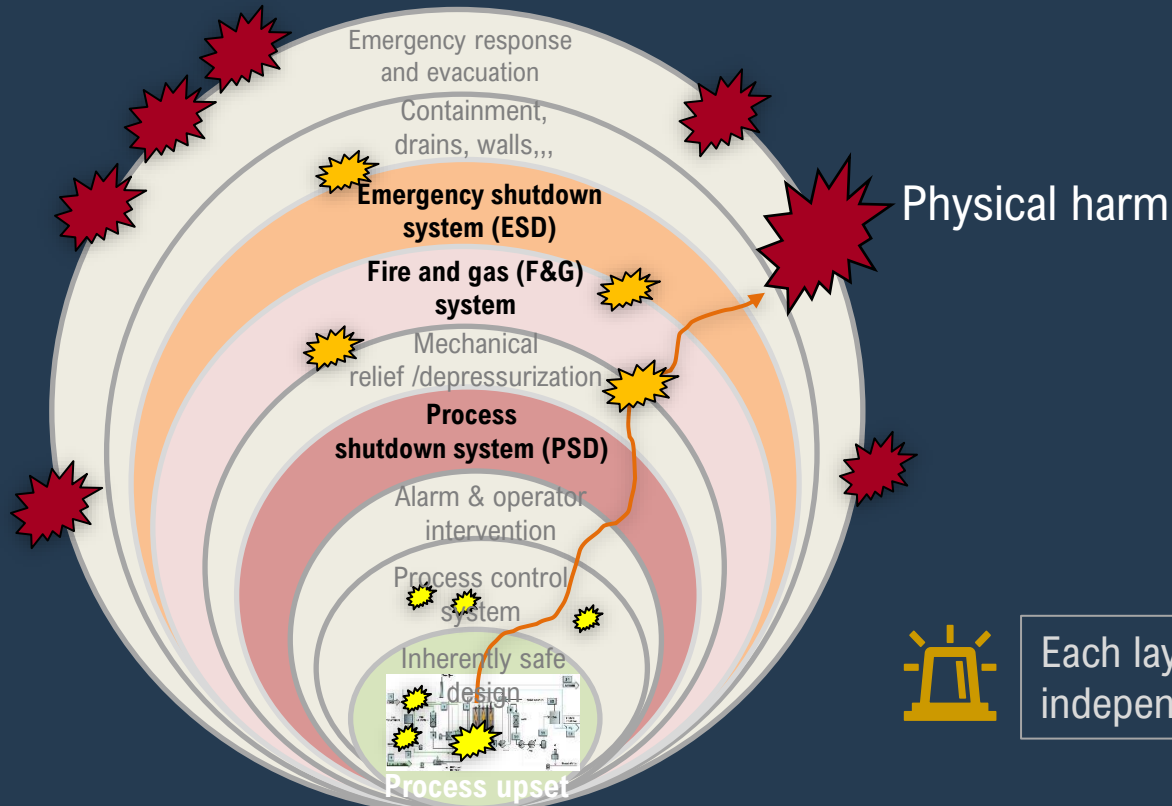 Emergency response
and evacuation
Containment,
drains, walls,,,
Emergency shutdown
system (ESD)
Physical harm
Fire and gas (F&G)
system
Mechanical
relief /depressurization
Process
shutdown system (PSD)
Alarm & operator
intervention
Process control
system
Inherently safe
design
Each lay
indepen
Process upset